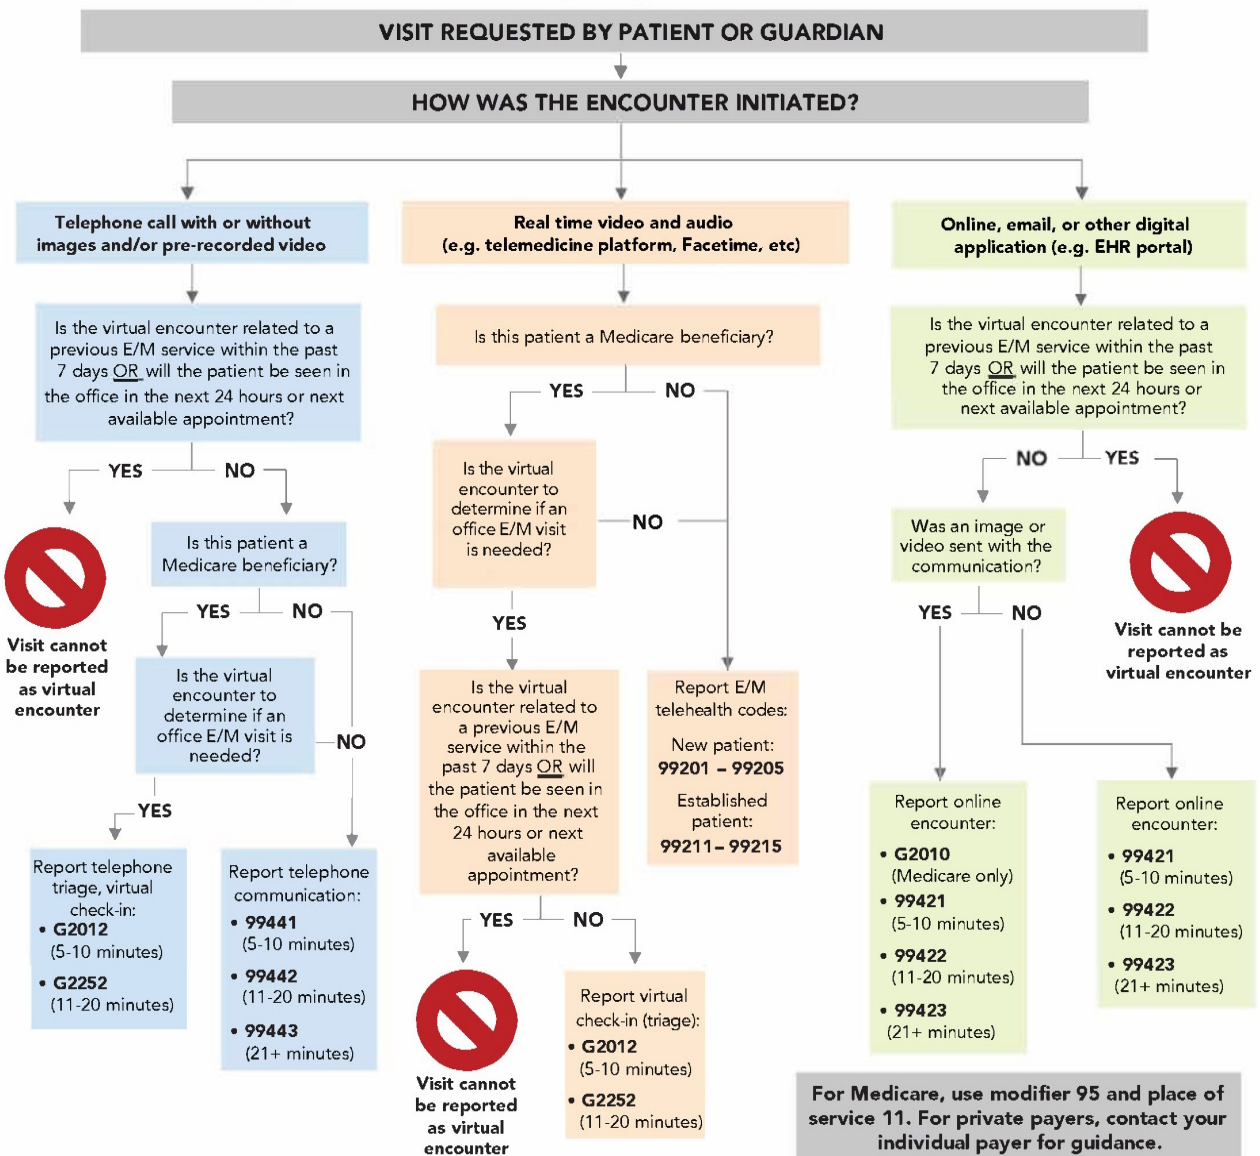 VISIT REQUESTED BY PATIENT OR GUARDIAN
HOW WAS THE ENCOUNTER INITIATED?
Telephone call with or without
images and/or pre-recorded video
Is the virtual encounter related to a
previous E/M service within the past
7 days OR will the patient be seen in
the office in the next 24 hours or next
available appointment?
YES
NO
Visit cannot
be reported
as virtual
encounter
Is this patient a
Medicare beneficiary?
YES
NO
Is the virtual
encounter to
determine if an
office E/M visit is
needed?
NO
YES
Report telephone
triage, virtual
check-in:
• G2012
(5-10 minutes)
• G2252
(11-20 minutes)
Report telephone
communication:
• 99441
(5-10 minutes)
• 99442
(11-20 minutes)
• 99443
(21+ minutes)
Real time video and audio
(e.g. telemedicine platform, Facetime, etc)
Is this patient a Medicare beneficiary?
YES
NO
Is the virtual
encounter to
determine if an
office E/M visit
is needed?
NO
YES
Is the virtual
encounter related to
a previous E/M
service within the
past 7 days OR will
the patient be seen in
the office in the next
24 hours or next
available
appointment?
Report E/M
telehealth codes:
New patient:
99201 – 99205
Established
patient:
99211– 99215
YES
NO
Visit cannot
be reported
as virtual
encounter
Report virtual
check-in (triage):
• G2012
(5-10 minutes)
• G2252
(11-20 minutes)
Online, email, or other digital
application (e.g. EHR portal)
Is the virtual encounter related to a
previous E/M service within the past
7 days OR will the patient be seen in
the office in the next 24 hours or
next available appointment?
NO
YES
Was an image or
video sent with the
communication?
Visit cannot be
reported as
virtual encounter
YES
NO
Report online
encounter:
• G2010
(Medicare only)
• 99421
(5-10 minutes)
• 99422
(11-20 minutes)
• 99423
(21+ minutes)
Report online
encounter:
• 99421
(5-10 minutes)
• 99422
(11-20 minutes)
• 99423
(21+ minutes)
For Medicare, use modifier 95 and place of
service 11. For private payers, contact your
individual payer for guidance.